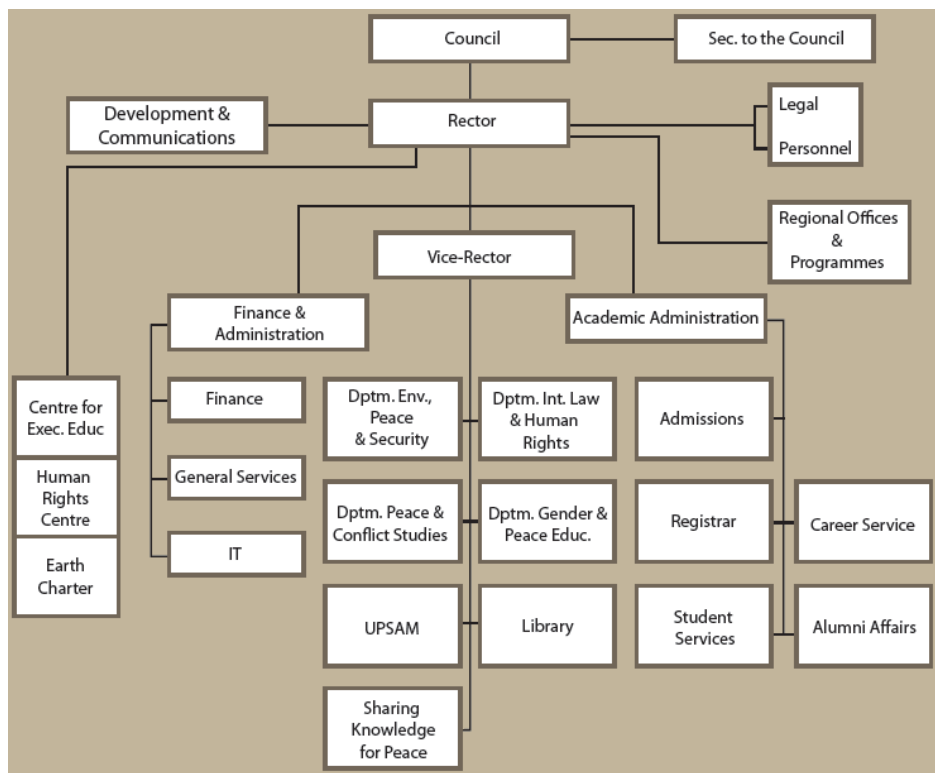 Council
Sec. to the Council
Development &
Communications
Rector
Legal
Personnel
Regional Offices
&
Programmes
Vice-Rector
Finance &
Administration
Academic Administration
Centre for
Exec. Educ
Human
Rights
Centre
Earth
Charter
Finance
General Services
IT
Dptm. Env.,
Peace
& Security
Dptm. Int. Law
& Human
Rights
Dptm. Peace &
Conflict Studies
Dptm. Gender &
Peace Educ.
UPSAM
Library
Sharing
Knowledge
for Peace
Admissions
Registrar
Career Service
Student
Services
Alumni Affairs